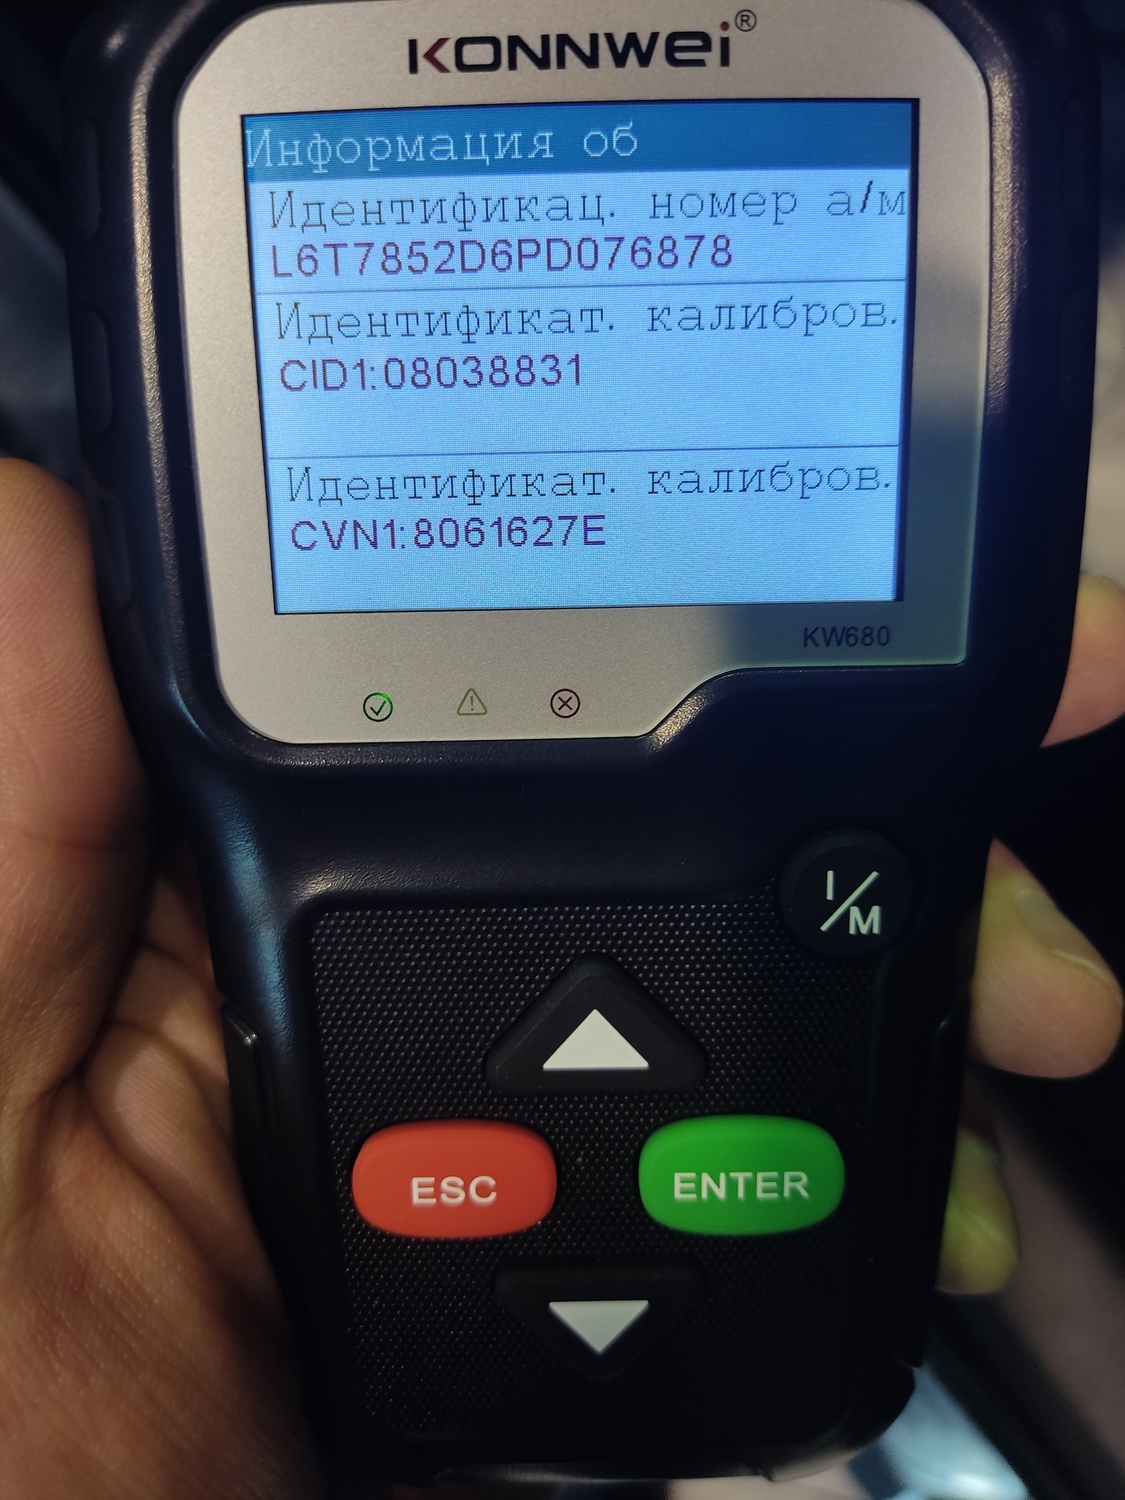 KONNWEI®
Информация об
Идентификац. номер а/м
L6T7852D6PD076878
Идентификат. калибров.
CID1:08038831
Идентификат. калибров.
CVN1:8061627E
KW680
I/M
ESC
ENTER